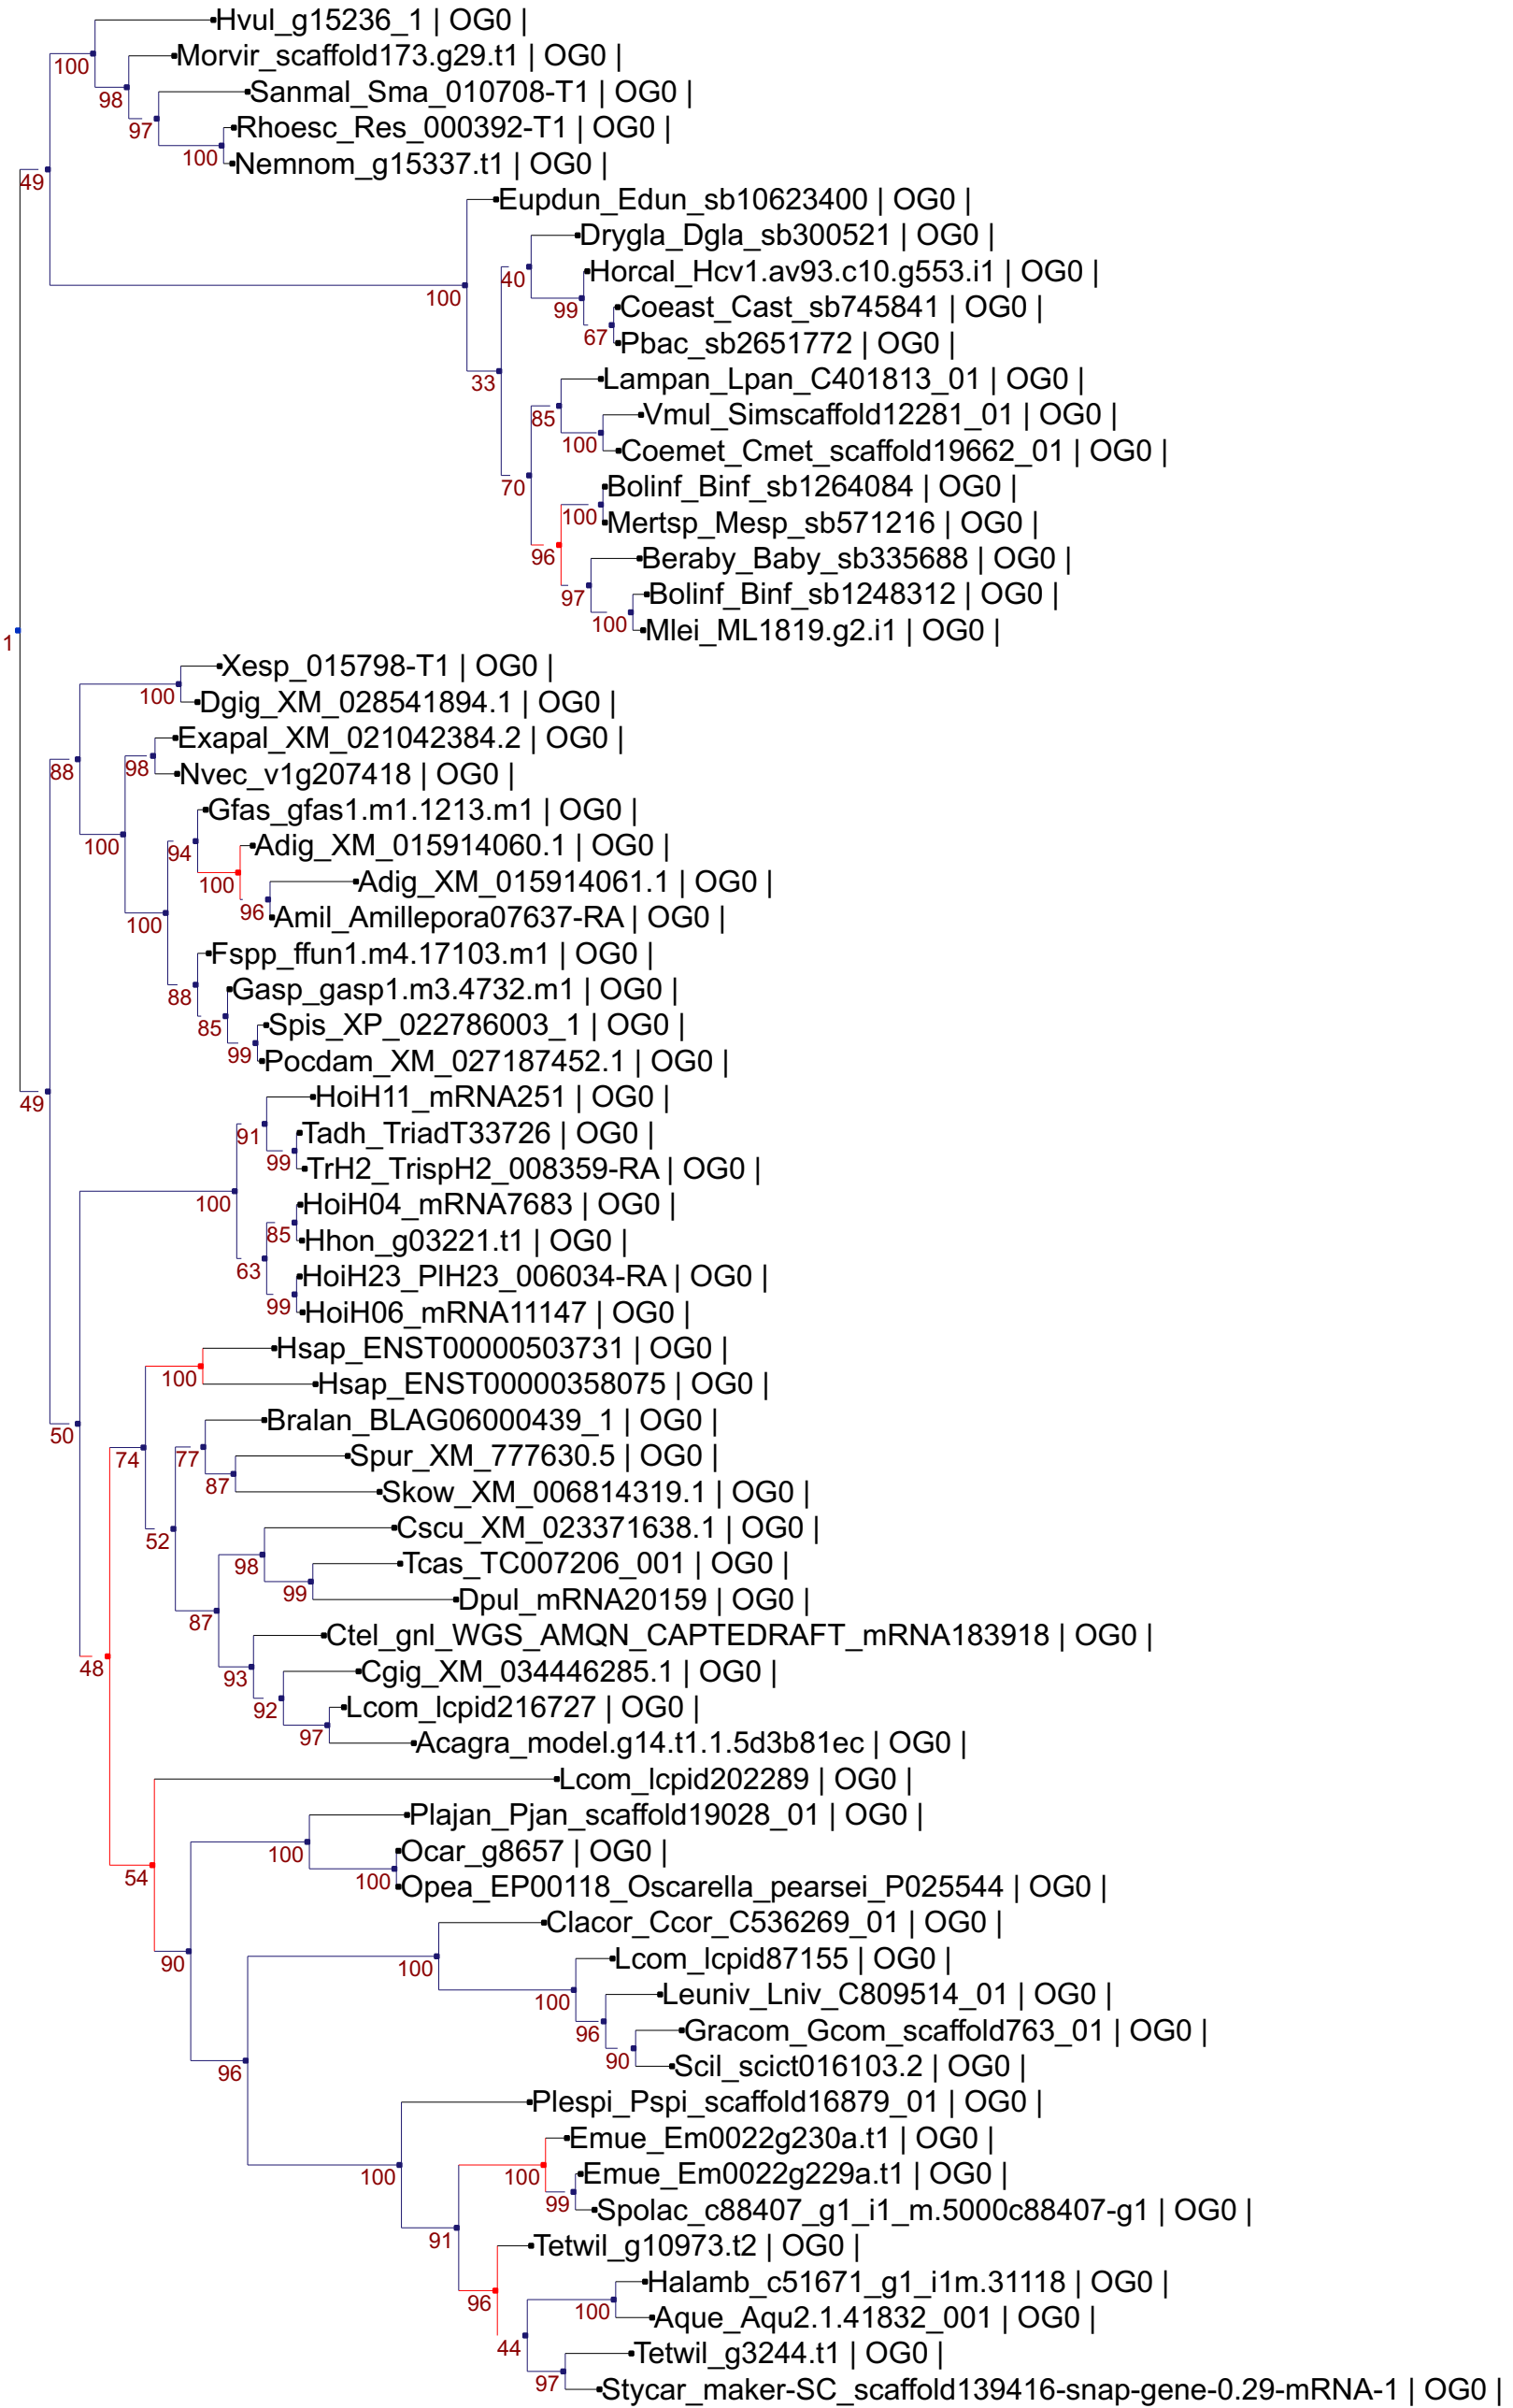 Hvul_g15236_1 | OG0 |
Morvir_scaffold173.g29.t1 | OG0 |
100
Sanmal_Sma_010708-T1 | OG0 |
98
Rhoesc_Res_000392-T1 | OG0 |
97
Nemnom_g15337.t1 | OG0 |
100
49
Eupdun_Edun_sb10623400 | OG0 |
Drygla_Dgla_sb300521 | OG0 |
Horcal_Hcv1.av93.c10.g553.i1 | OG0 |
40
100
Coeast_Cast_sb745841 | OG0 |
99
67
Pbac_sb2651772 | OG0 |
33
Lampan_Lpan_C401813_01 | OG0 |
Vmul_Simscaffold12281_01 | OG0 |
85
100
Coemet_Cmet_scaffold19662_01 | OG0 |
70
Bolinf_Binf_sb1264084 | OG0 |
100
Mertsp_Mesp_sb571216 | OG0 |
96
Beraby_Baby_sb335688 | OG0 |
97
Bolinf_Binf_sb1248312 | OG0 |
100
Mlei_ML1819.g2.i1 | OG0 |
1
Xesp_015798-T1 | OG0 |
100
Dgig_XM_028541894.1 | OG0 |
Exapal_XM_021042384.2 | OG0 |
88
98
Nvec_v1g207418 | OG0 |
Gfas_gfas1.m1.1213.m1 | OG0 |
100
94
Adig_XM_015914060.1 | OG0 |
100
Adig_XM_015914061.1 | OG0 |
96
Amil_Amillepora07637-RA | OG0 |
100
Fspp_ffun1.m4.17103.m1 | OG0 |
88
Gasp_gasp1.m3.4732.m1 | OG0 |
85
Spis_XP_022786003_1 | OG0 |
99
Pocdam_XM_027187452.1 | OG0 |
49
HoiH11_mRNA251 | OG0 |
91
Tadh_TriadT33726 | OG0 |
99
TrH2_TrispH2_008359-RA | OG0 |
100
HoiH04_mRNA7683 | OG0 |
85
Hhon_g03221.t1 | OG0 |
63
HoiH23_PlH23_006034-RA | OG0 |
99
HoiH06_mRNA11147 | OG0 |
Hsap_ENST00000503731 | OG0 |
100
Hsap_ENST00000358075 | OG0 |
50
Bralan_BLAG06000439_1 | OG0 |
74
77
Spur_XM_777630.5 | OG0 |
87
Skow_XM_006814319.1 | OG0 |
52
Cscu_XM_023371638.1 | OG0 |
98
Tcas_TC007206_001 | OG0 |
99
Dpul_mRNA20159 | OG0 |
87
Ctel_gnl_WGS_AMQN_CAPTEDRAFT_mRNA183918 | OG0 |
48
93
Cgig_XM_034446285.1 | OG0 |
92
Lcom_lcpid216727 | OG0 |
97
Acagra_model.g14.t1.1.5d3b81ec | OG0 |
Lcom_lcpid202289 | OG0 |
Plajan_Pjan_scaffold19028_01 | OG0 |
100
Ocar_g8657 | OG0 |
54
100
Opea_EP00118_Oscarella_pearsei_P025544 | OG0 |
Clacor_Ccor_C536269_01 | OG0 |
90
100
Lcom_lcpid87155 | OG0 |
100
Leuniv_Lniv_C809514_01 | OG0 |
96
Gracom_Gcom_scaffold763_01 | OG0 |
90
96
Scil_scict016103.2 | OG0 |
Plespi_Pspi_scaffold16879_01 | OG0 |
Emue_Em0022g230a.t1 | OG0 |
100
100
Emue_Em0022g229a.t1 | OG0 |
99
Spolac_c88407_g1_i1_m.5000c88407-g1 | OG0 |
91
Tetwil_g10973.t2 | OG0 |
Halamb_c51671_g1_i1m.31118 | OG0 |
96
100
Aque_Aqu2.1.41832_001 | OG0 |
44
Tetwil_g3244.t1 | OG0 |
97
Stycar_maker-SC_scaffold139416-snap-gene-0.29-mRNA-1 | OG0 |